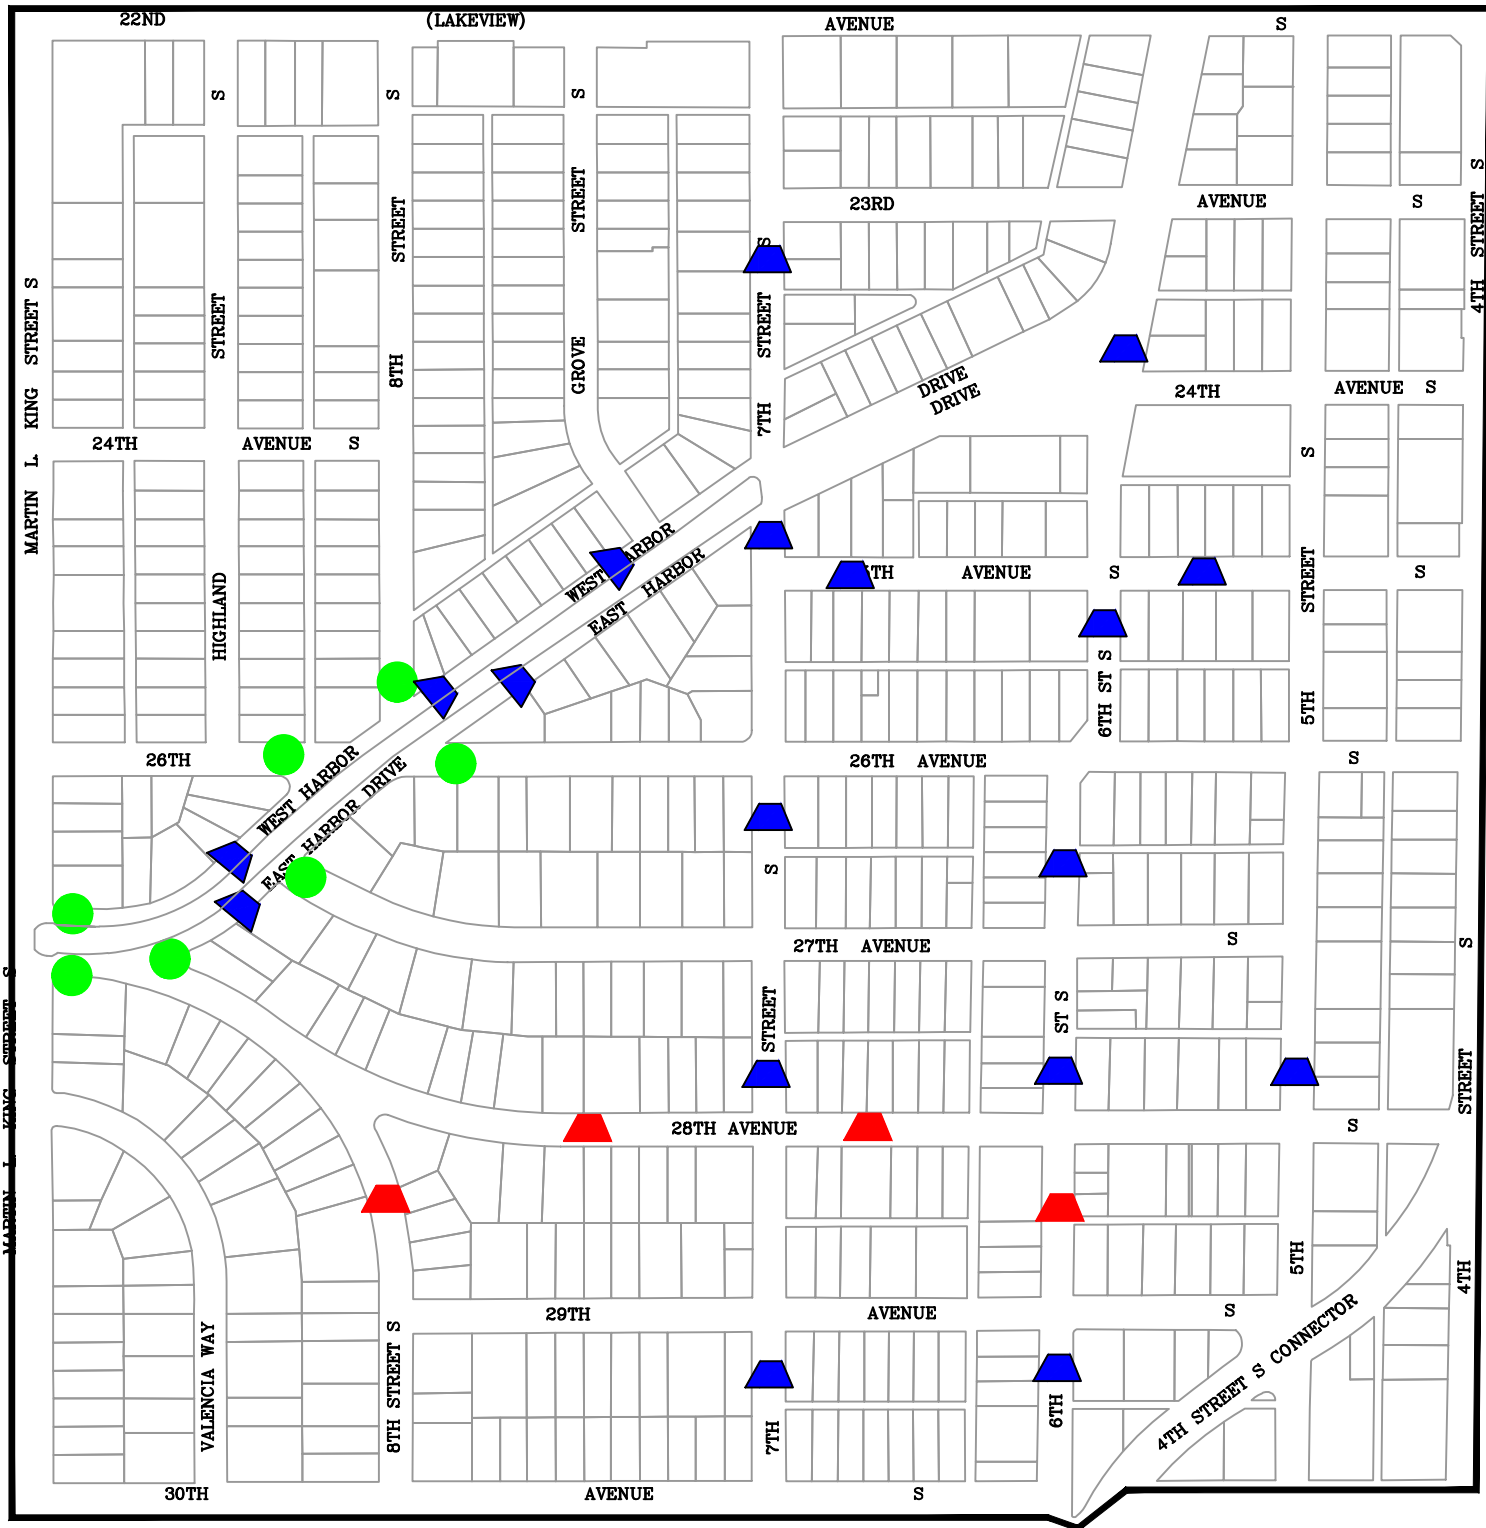 22ND (LAKEVIEW) AVENUE S
S S S
S
STREET STREET
23RD AVENUE S
STREET S
4TH STREET
MARTIN L. KING STREET S
STREET
8TH
GROVE
7TH STREET
DRIVE
DRIVE
24TH AVENUE S
24TH AVENUE S
S
HIGHLAND
WEST
EAST HARBOR
AVENUE S S
STREET
5TH
6TH ST S
26TH
26TH AVENUE S
WEST HARBOR
EAST HARBOR DRIVE
S
27TH AVENUE S
S
STREET
ST S
STREET
MARTIN L KING STREET S
28TH AVENUE S
5TH
4TH
29TH AVENUE S
VALENCIA WAY
8TH STREET S
7TH
6TH
4TH STREET S CONNECTOR
30TH AVENUE S